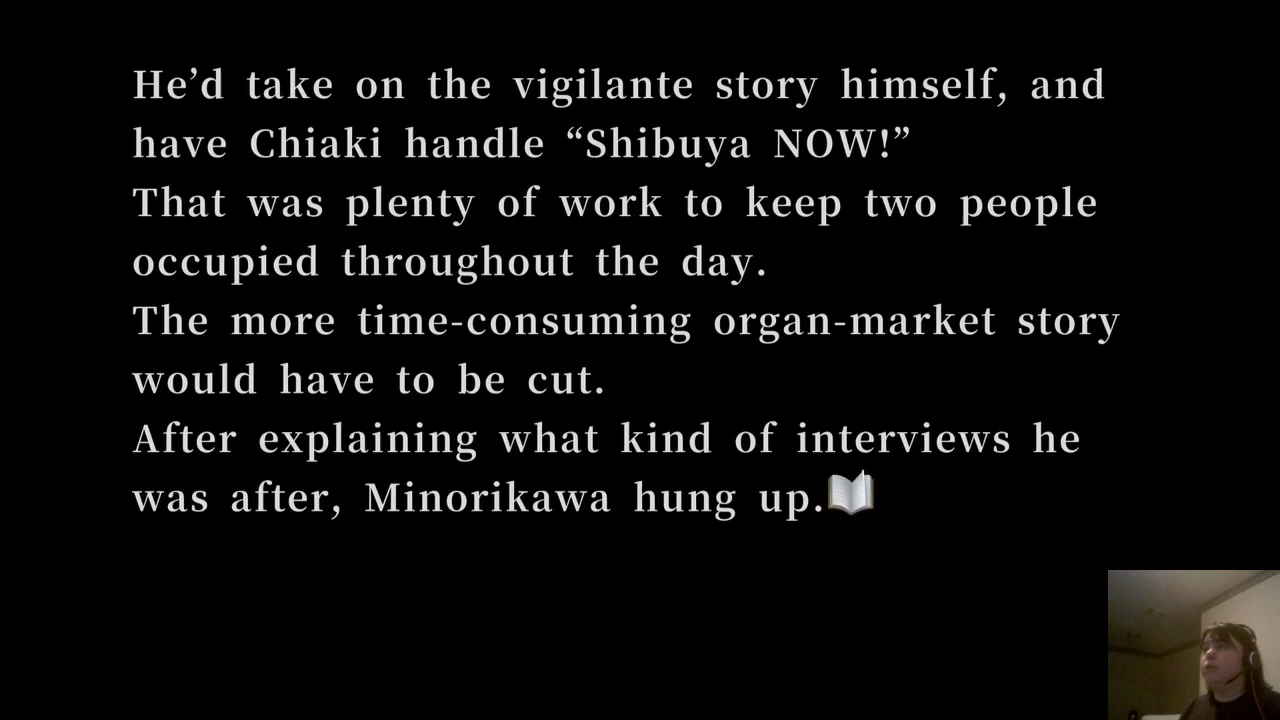 He’d take on the vigilante story himself, and
have Chiaki handle “Shibuya NOW!”
That was plenty of work to keep two people
occupied throughout the day.
The more time-consuming organ-market story
would have to be cut.
After explaining what kind of interviews he
was after, Minorikawa hung up.